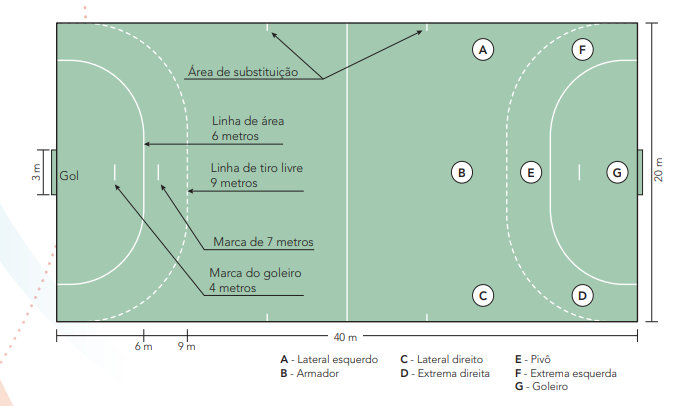 A
F
Área de substituição
Linha de área
6 metros
3 m
Gol
Linha de tiro livre
9 metros
B
E
G
20 m
Marca de 7 metros
Marca do goleiro
4 metros
C
D
6 m
9 m
40 m
A - Lateral esquerdo
B - Armador
C - Lateral direito
D - Extrema direita
E - Pivô
F - Extrema esquerda
G - Goleiro